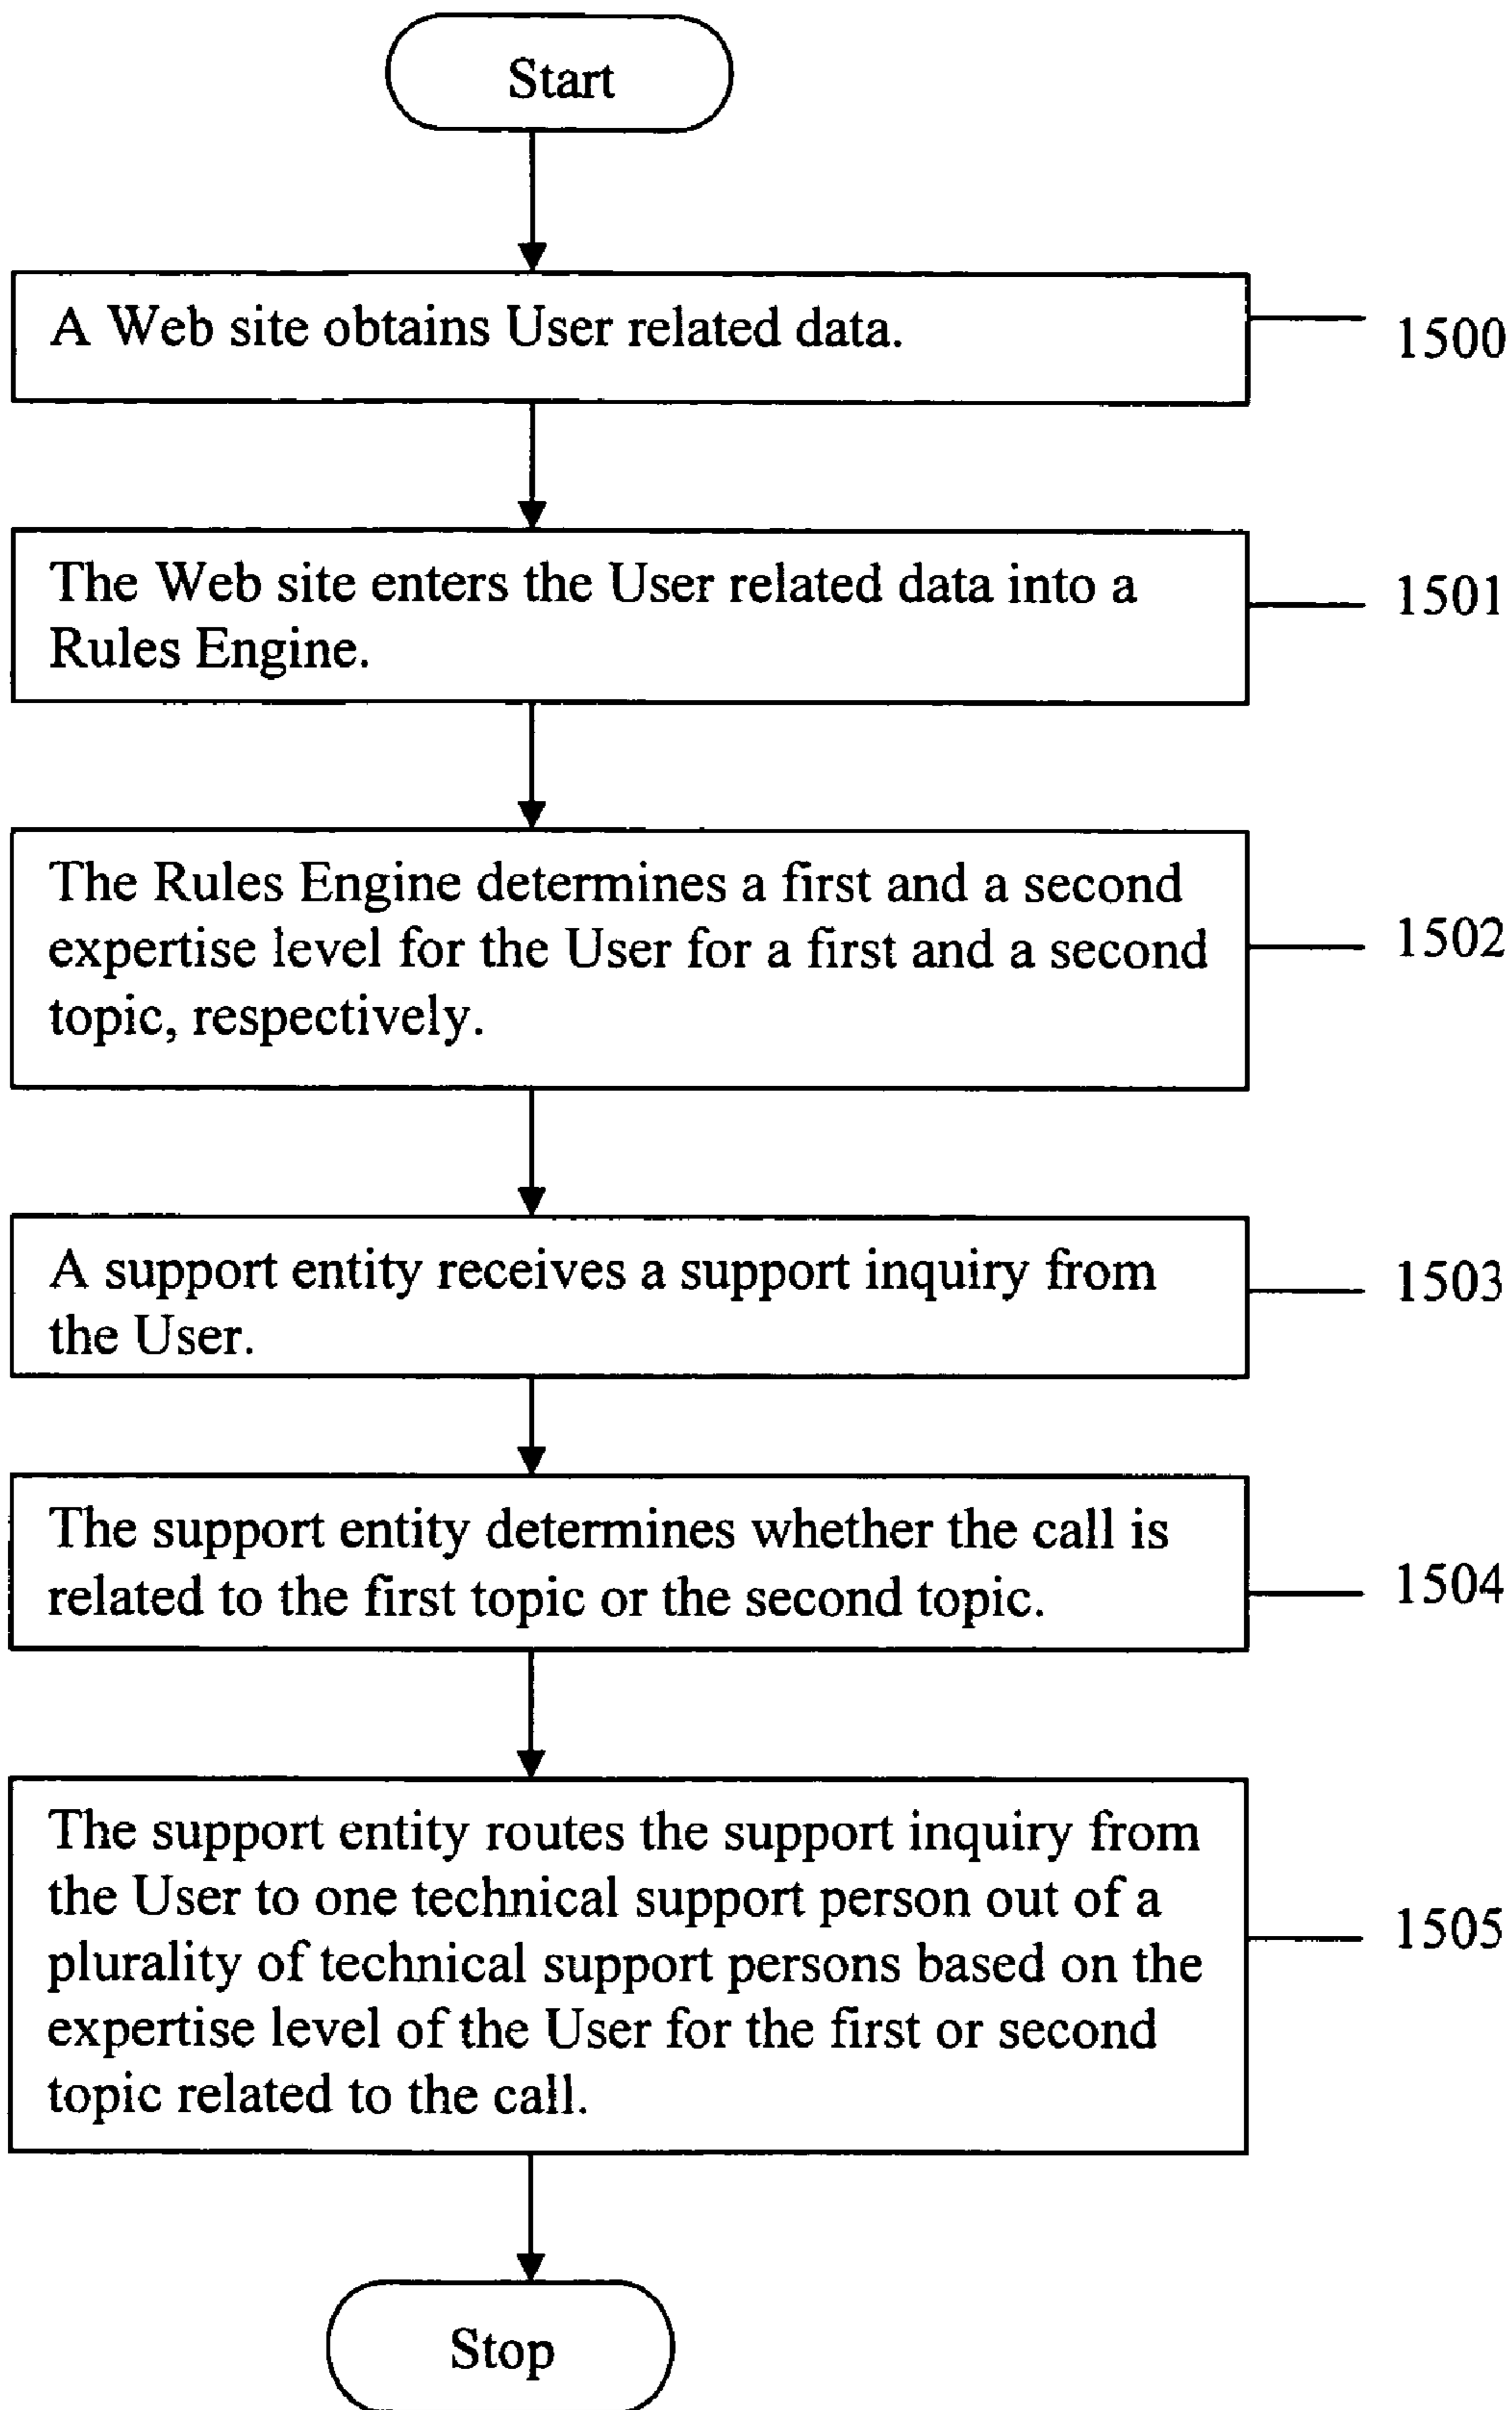 Start
A Web site obtains User related data.
1500
The Web site enters the User related data into a
Rules Engine.
1501
The Rules Engine determines a first and a second
expertise level for the User for a first and a second
topic, respectively.
1502
A support entity receives a support inquiry from
the User.
1503
The support entity determines whether the call is
related to the first topic or the second topic.
1504
The support entity routes the support inquiry from
the User to one technical support person out of a
plurality of technical support persons based on the
expertise level of the User for the first or second
topic related to the call.
1505
Stop